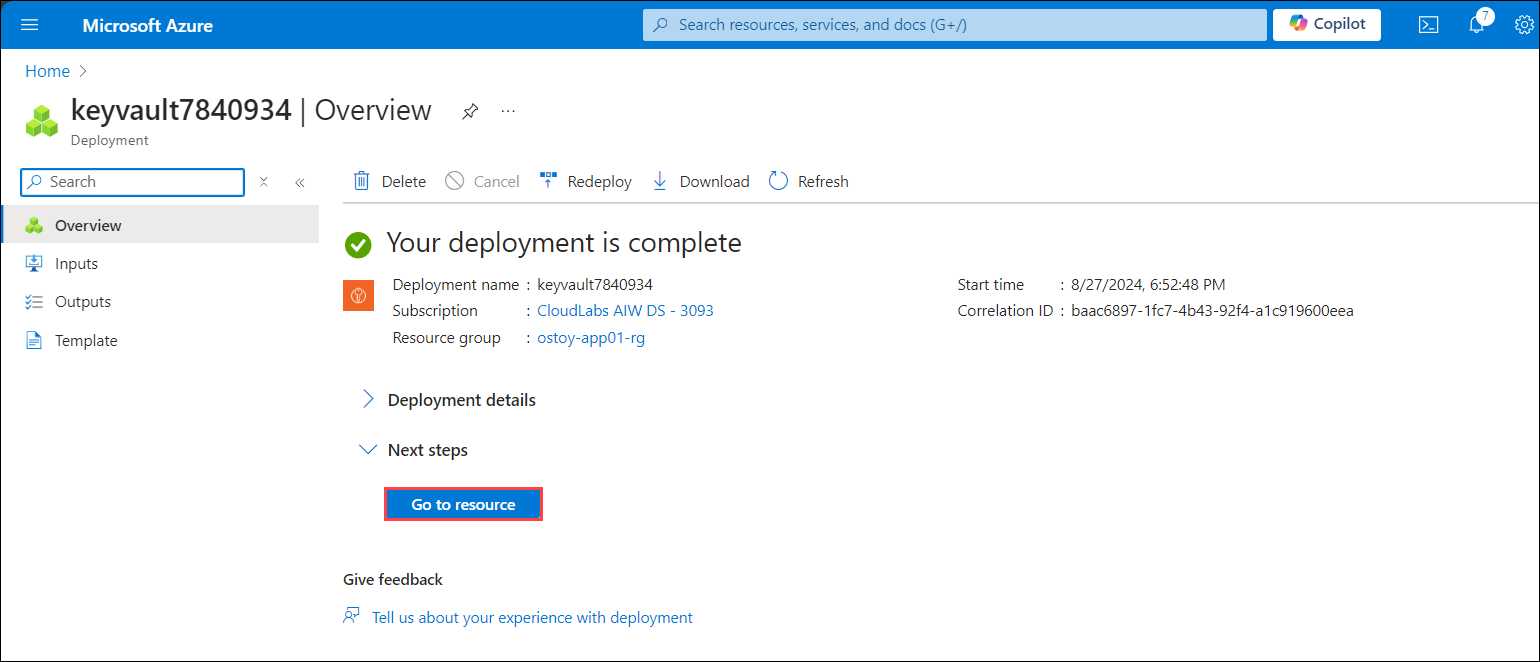 Microsoft Azure
Search resources, services, and docs (G+/)
Copilot
7
Home
keyvault7840934 | Overview
...
Deployment
Search
Delete
Cancel
Redeploy
Download
Refresh
Overview
Inputs
Outputs
Template
Your deployment is complete
Deployment name : keyvault7840934
Subscription : CloudLabs AIW DS - 3093
Resource group : ostoy-app01-rg
Start time : 8/27/2024, 6:52:48 PM
Correlation ID : baac6897-1fc7-4b43-92f4-a1c919600eea
Deployment details
Next steps
Go to resource
Give feedback
Tell us about your experience with deployment